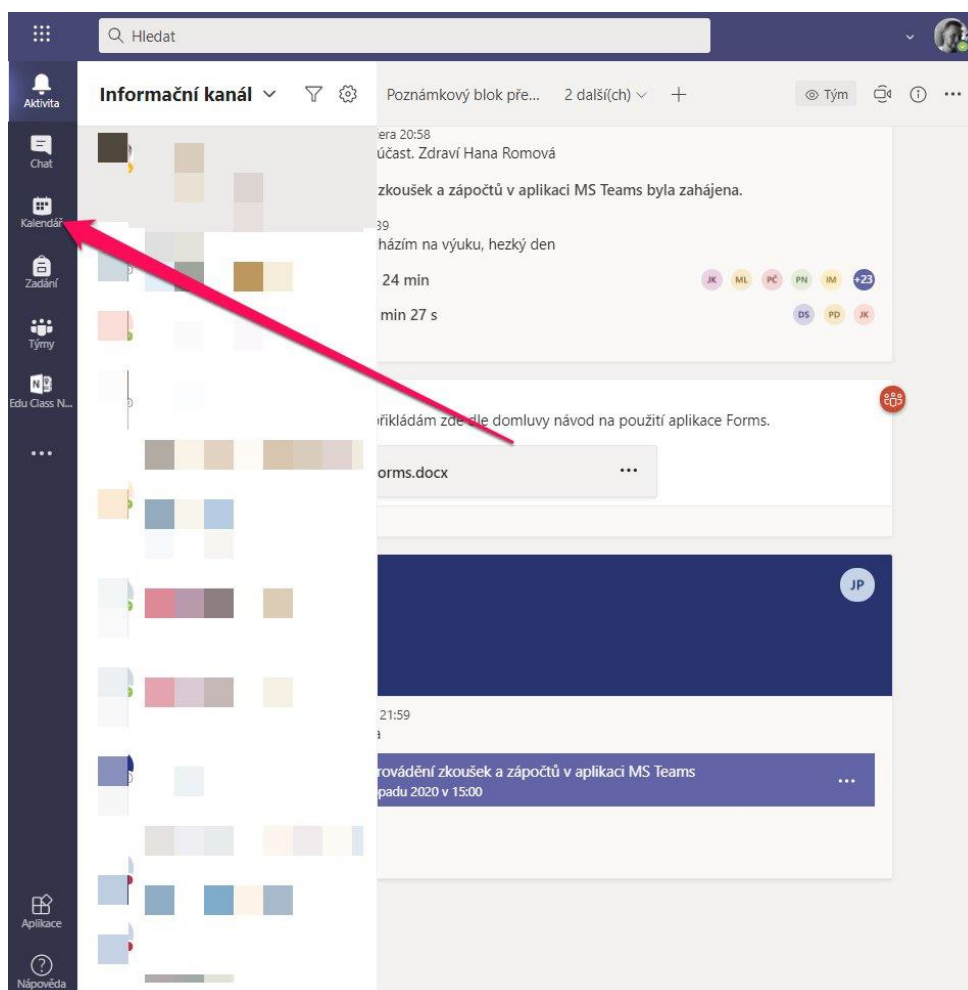 Hledat
Aktivita
Chat
Kalendář
Zadání
Týmy
Edu Class N...
Aplikace
Nápověda
Informační kanál
Poznámkový blok pře...
2 další(ch)
Tým
20:58
účast. Zdraví Hana Romová
zkoušek a zápočtů v aplikaci MS Teams byla zahájena.
39
házím na výuku, hezký den
24 min
JK ML PČ PN IM +23
min 27 s
DS PD JK
přikládám zde dle domluvy návod na použití aplikace Forms.
orms.docx
JP
21:59
rovádění zkoušek a zápočtů v aplikaci MS Teams
padu 2020 v 15:00